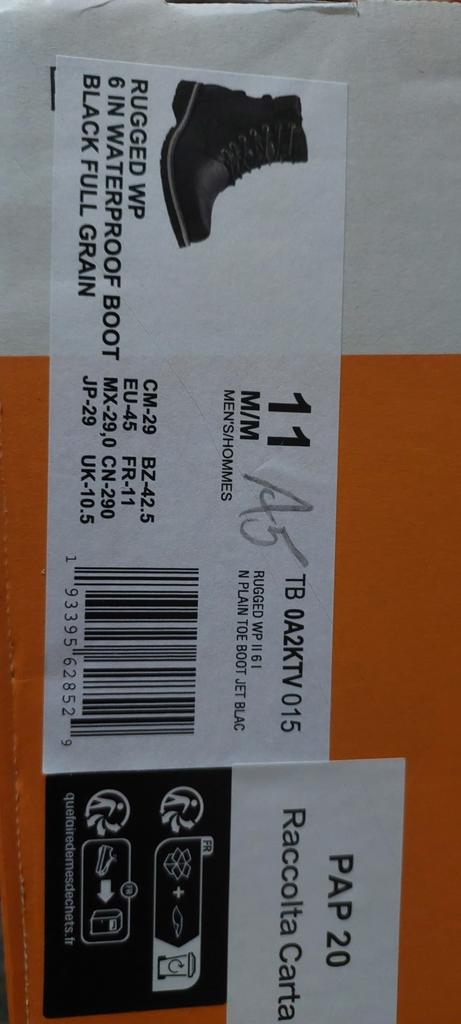 11
M/M
MEN'S/HOMMES
TB 0A2KTV 015
RUGGED WP II 6 I
N PLAIN TOE BOOT JET BLAC
45
RUGGED WP
6 IN WATERPROOF BOOT
BLACK FULL GRAIN
CM-29 BZ-42.5
EU-45 FR-11
MX-29,0 CN-290
JP-29 UK-10.5
1 93395 62852 9
PAP 20
Raccolta Carta
FR
FR
quefairedemesdechets.fr